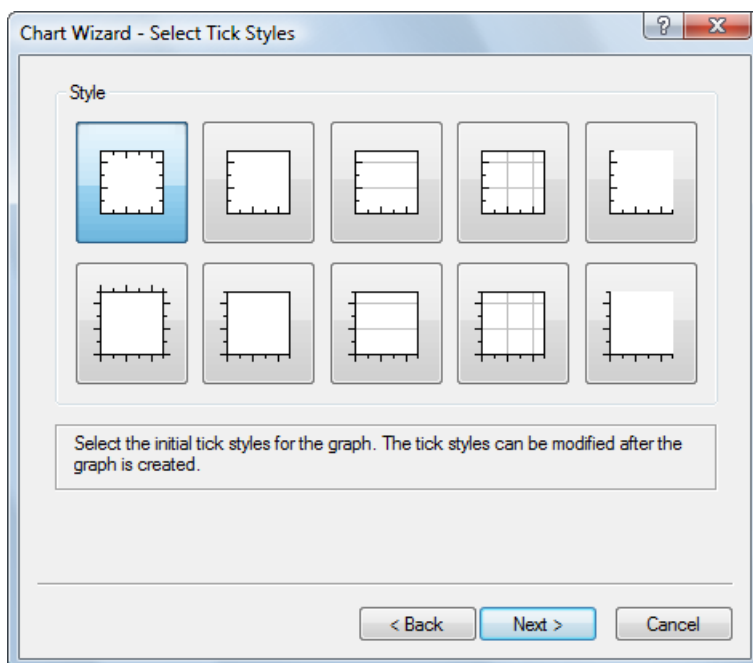 Chart Wizard - Select Tick Styles
Style
Select the initial tick styles for the graph. The tick styles can be modified after the
graph is created.
< Back Next > Cancel